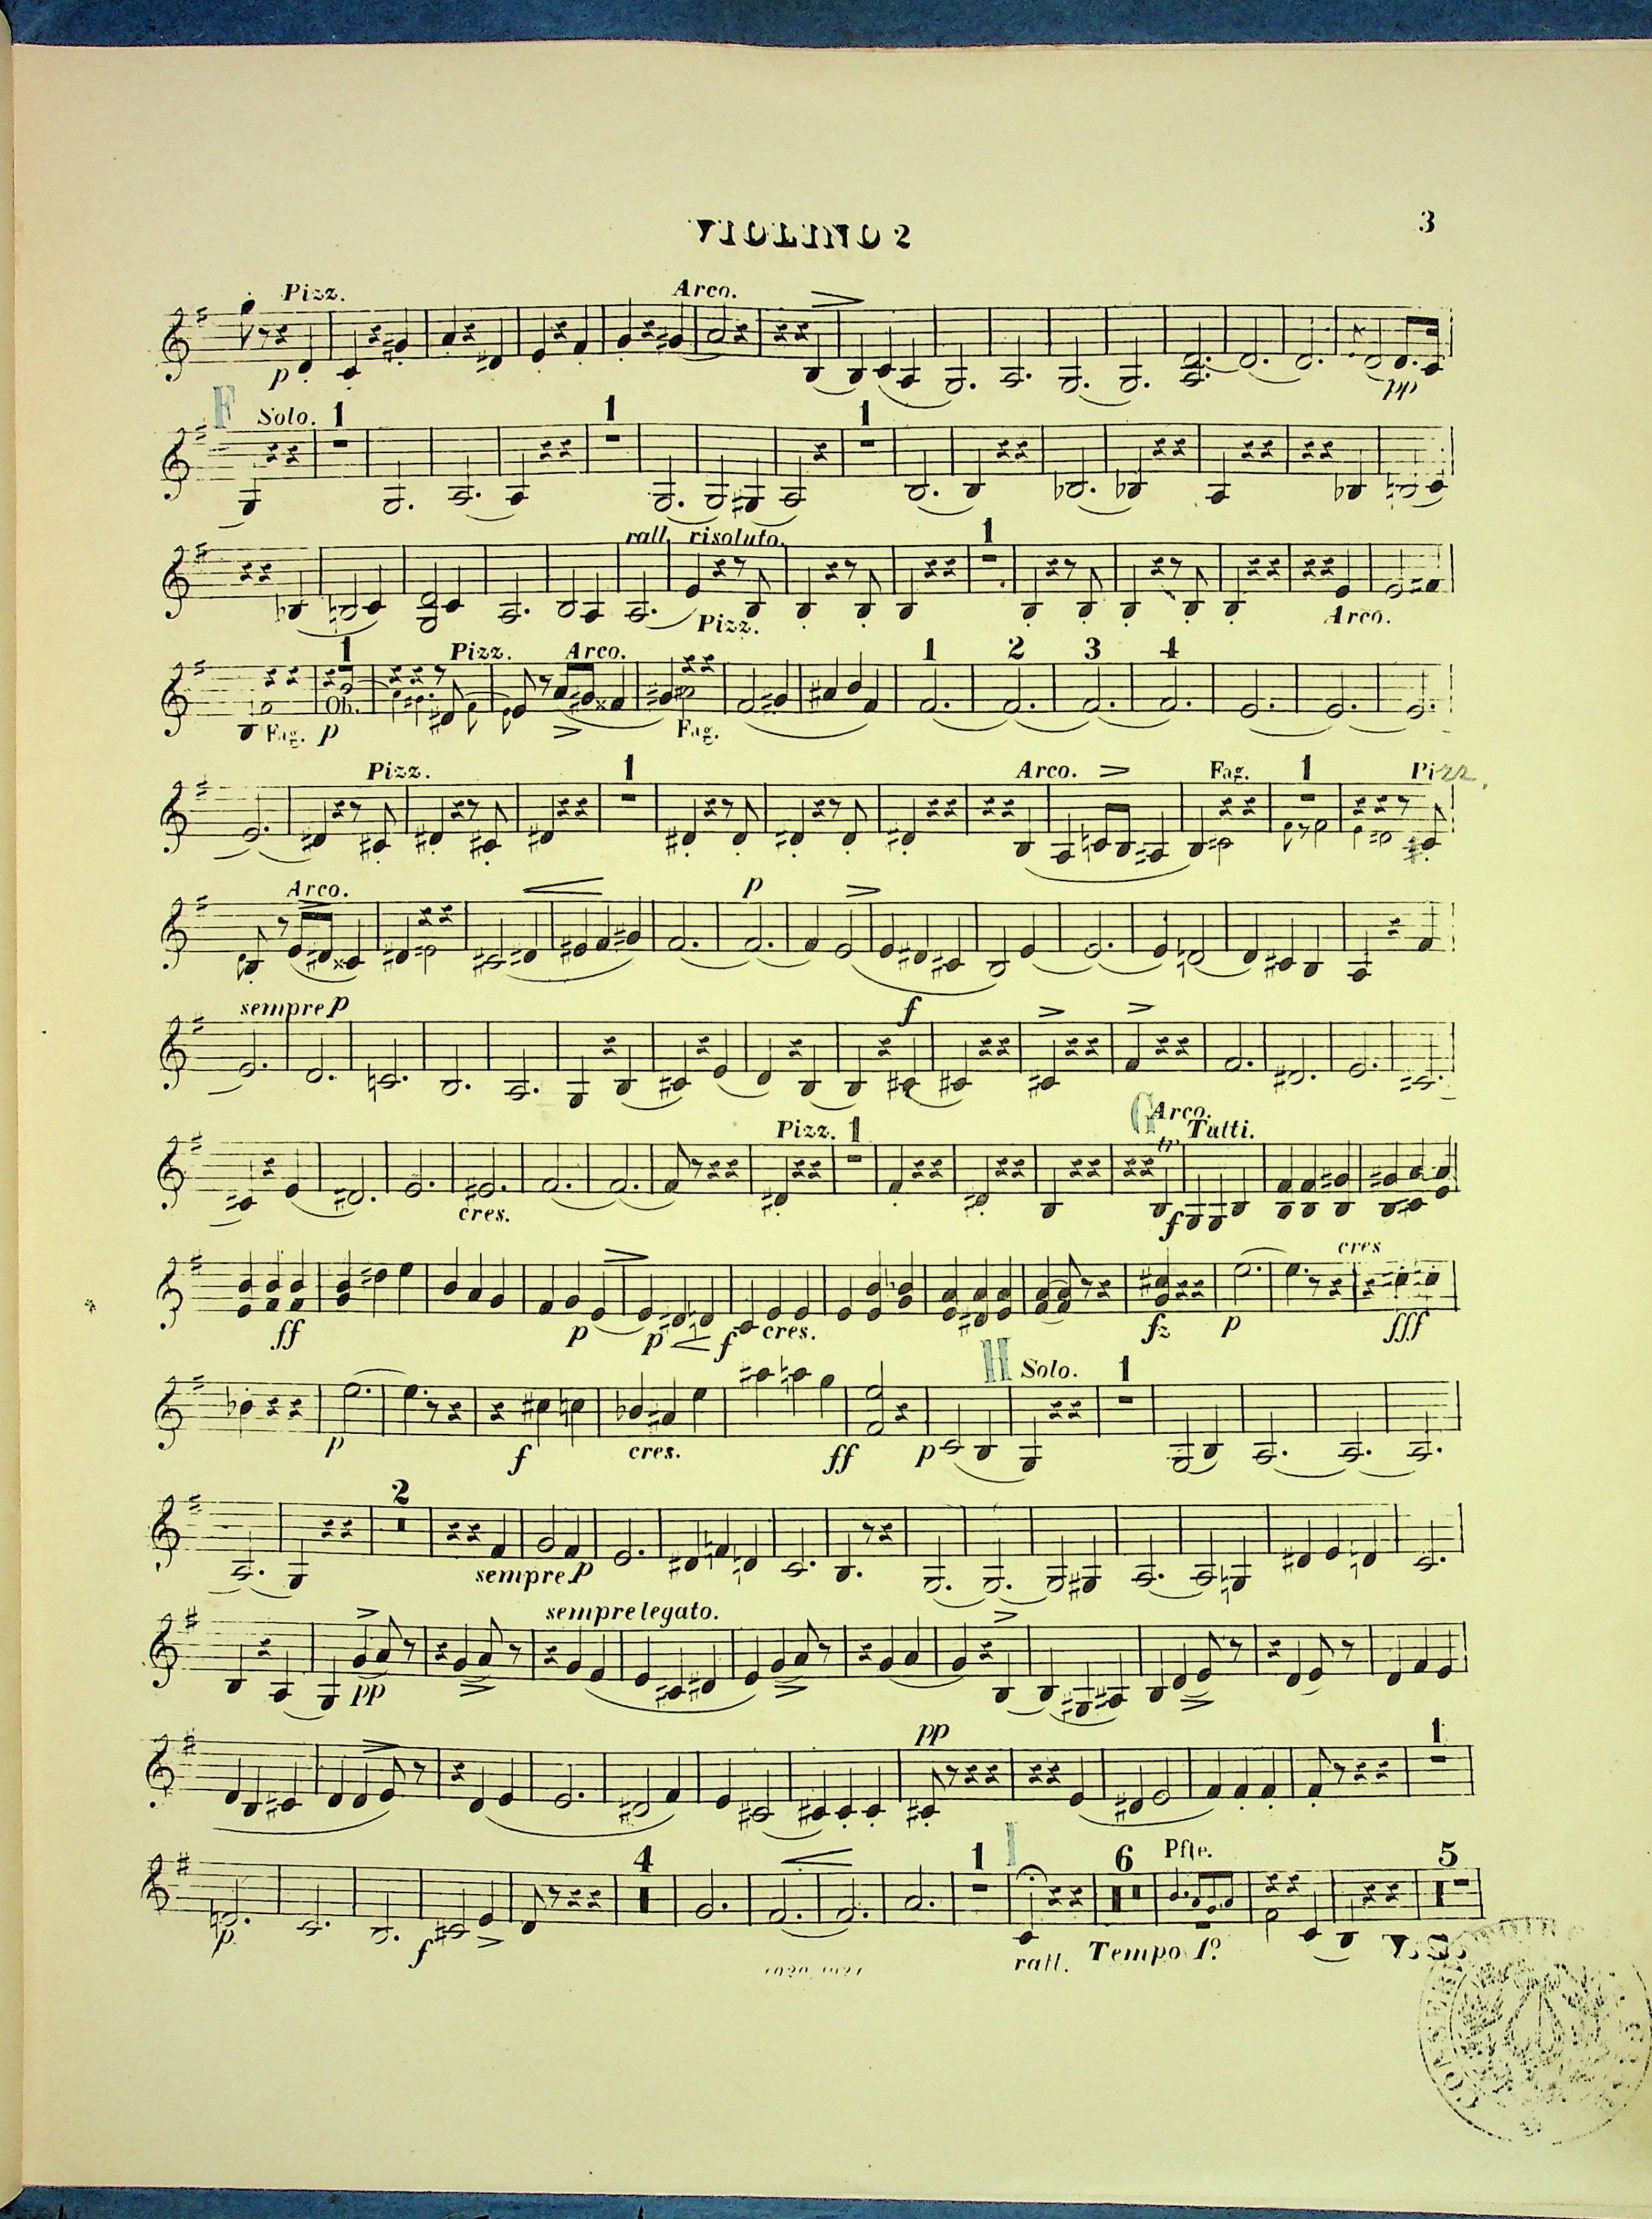 VIOLINO 2
3
Pizz. Arco.
p pp
F Solo. 1 1 1
rall. risoluto. 1
Pizz. Arco.
1 Pizz. Arco. 1 2 3 4
Ob.
Fag. p Fag.
Pizz. 1 Arco. Fag. 1 Pizz.
Arco. p
f
sempre p
G Arco.
Pizz. 1 tr Tutti.
cres. f
cres
ff p p f cres. fz p fff
H Solo. 1
p f cres. ff p
2
sempre p
sempre legato.
pp
pp 1
4 1 I 6 Pfte. 5
p f rall. Tempo 1º V.S.